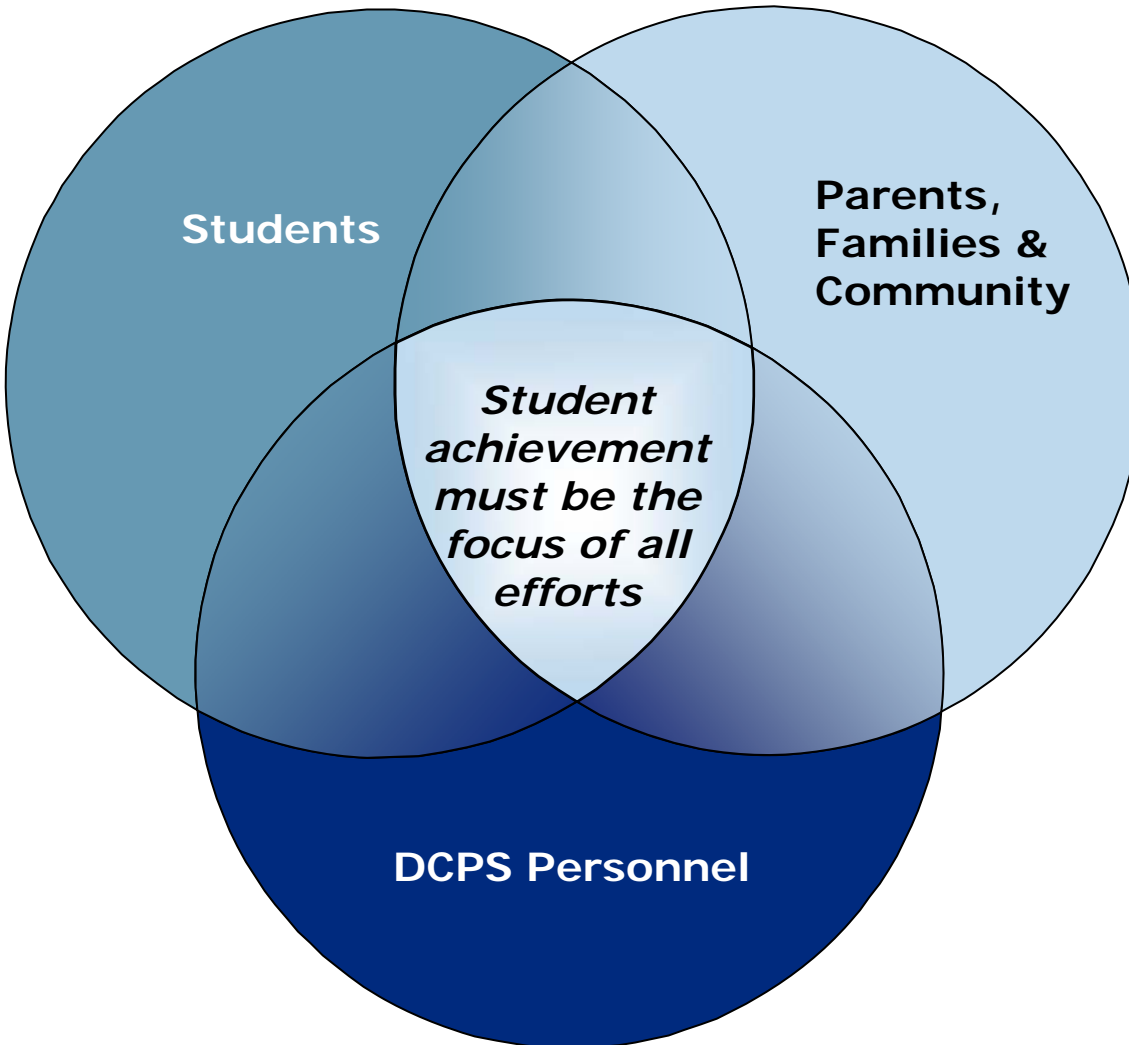 Students
Parents,
Families &
Community
Student
achievement
must be the
focus of all
efforts
DCPS Personnel